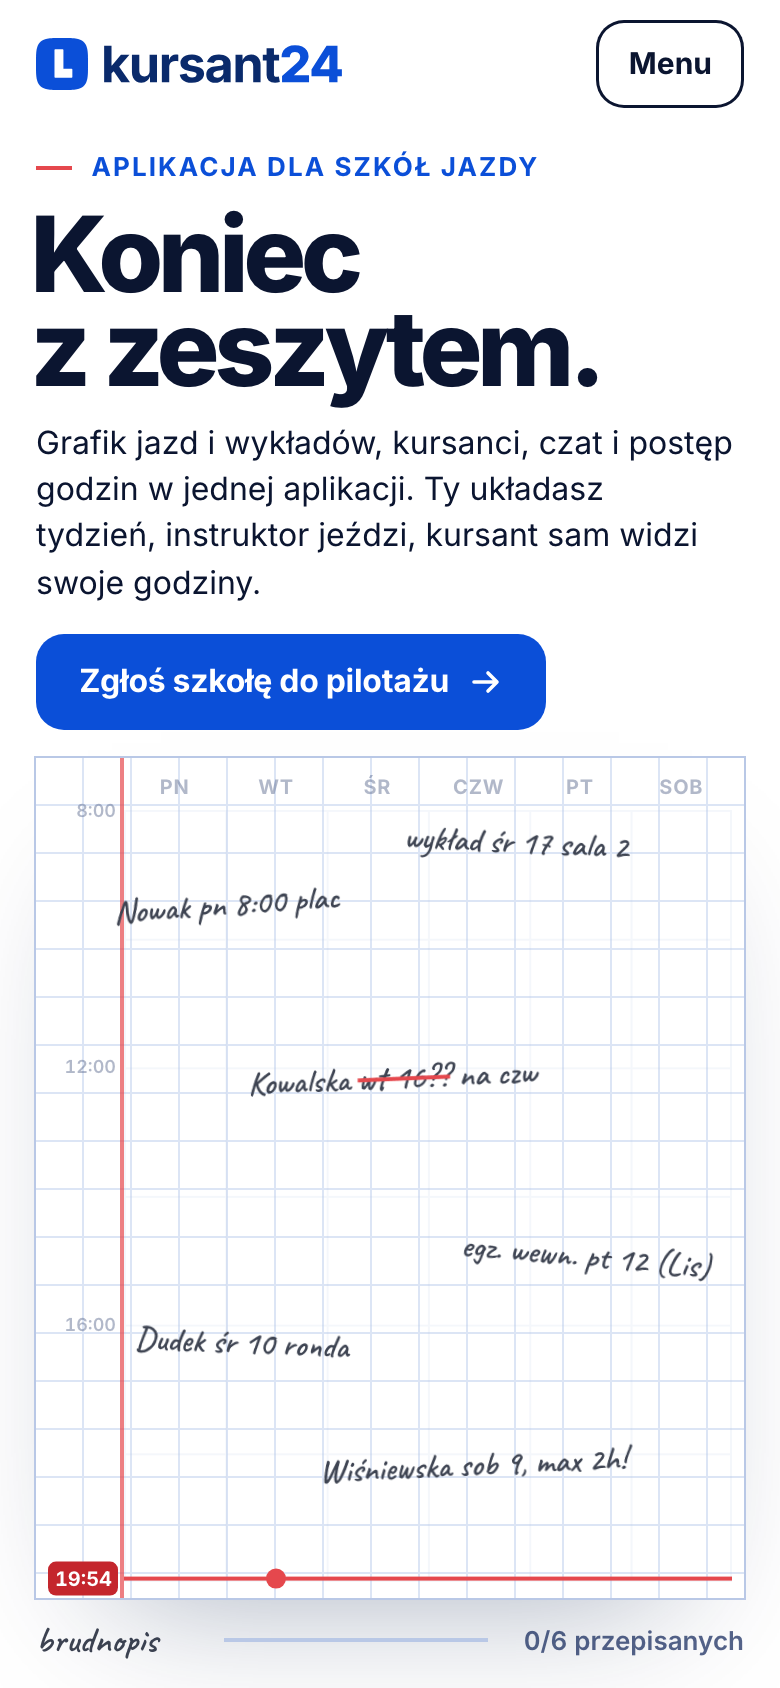 L kursant24
Menu
APLIKACJA DLA SZKÓŁ JAZDY
Koniec
z zeszytem.
Grafik jazd i wykładów, kursanci, czat i postęp
godzin w jednej aplikacji. Ty układasz
tydzień, instruktor jeździ, kursant sam widzi
swoje godziny.
Zgłoś szkołę do pilotażu →
PN WT ŚR CZW PT SOB
8:00
wykład śr 17 sala 2
Nowak pn 8:00 plac
12:00
Kowalska wt 16?? na czw
egz. wewn. pt 12 (Lis)
16:00
Dudek śr 10 ronda
Wiśniewska sob 9, max 2h!
19:54
brudnopis
0/6 przepisanych